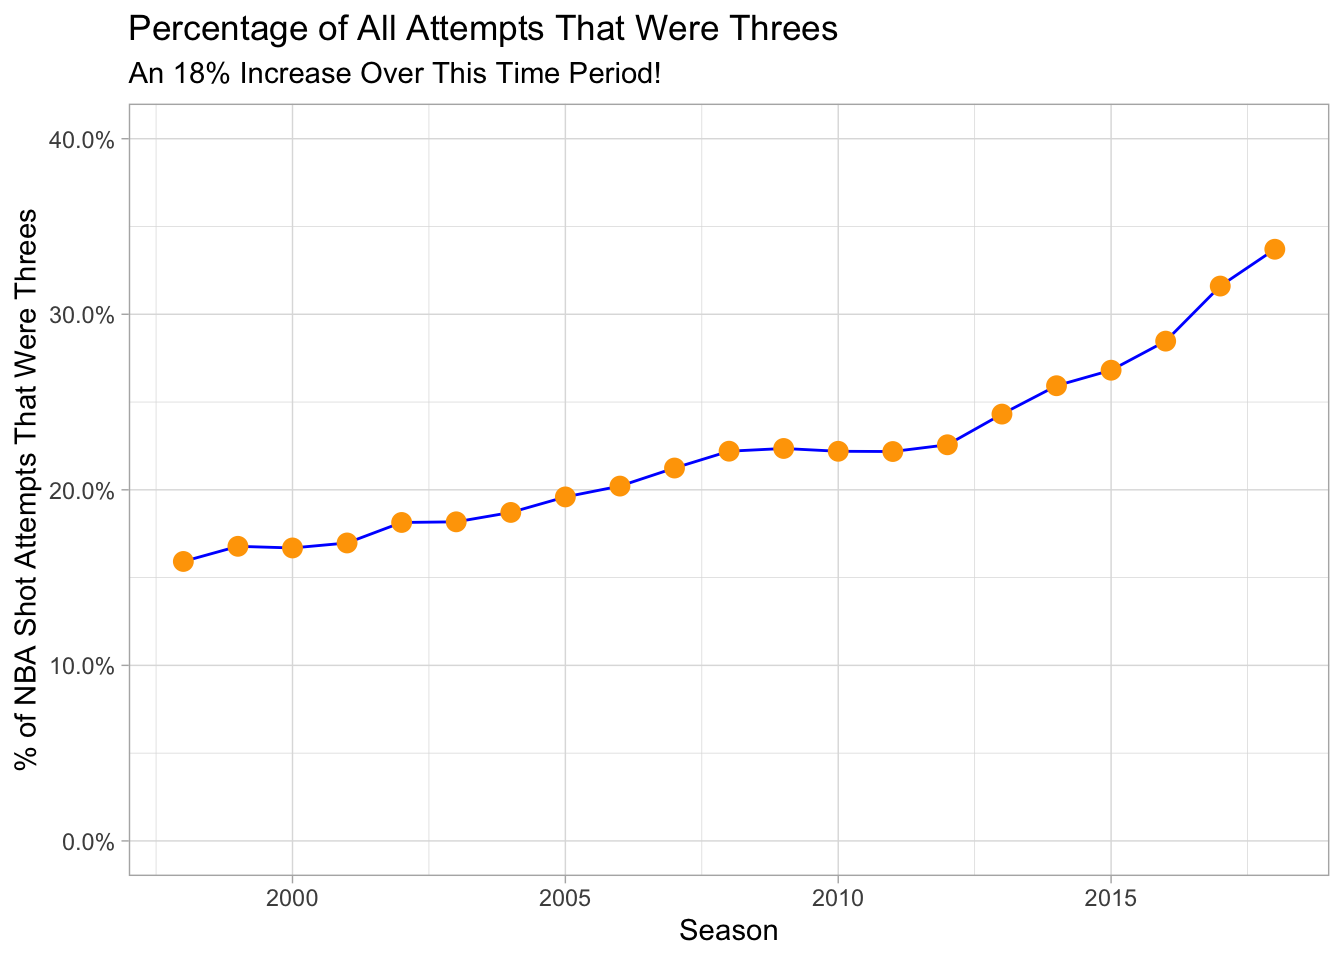 Percentage of All Attempts That Were Threes
An 18% Increase Over This Time Period!
% of NBA Shot Attempts That Were Threes
40.0%
30.0%
20.0%
10.0%
0.0%
2000 2005 2010 2015
Season